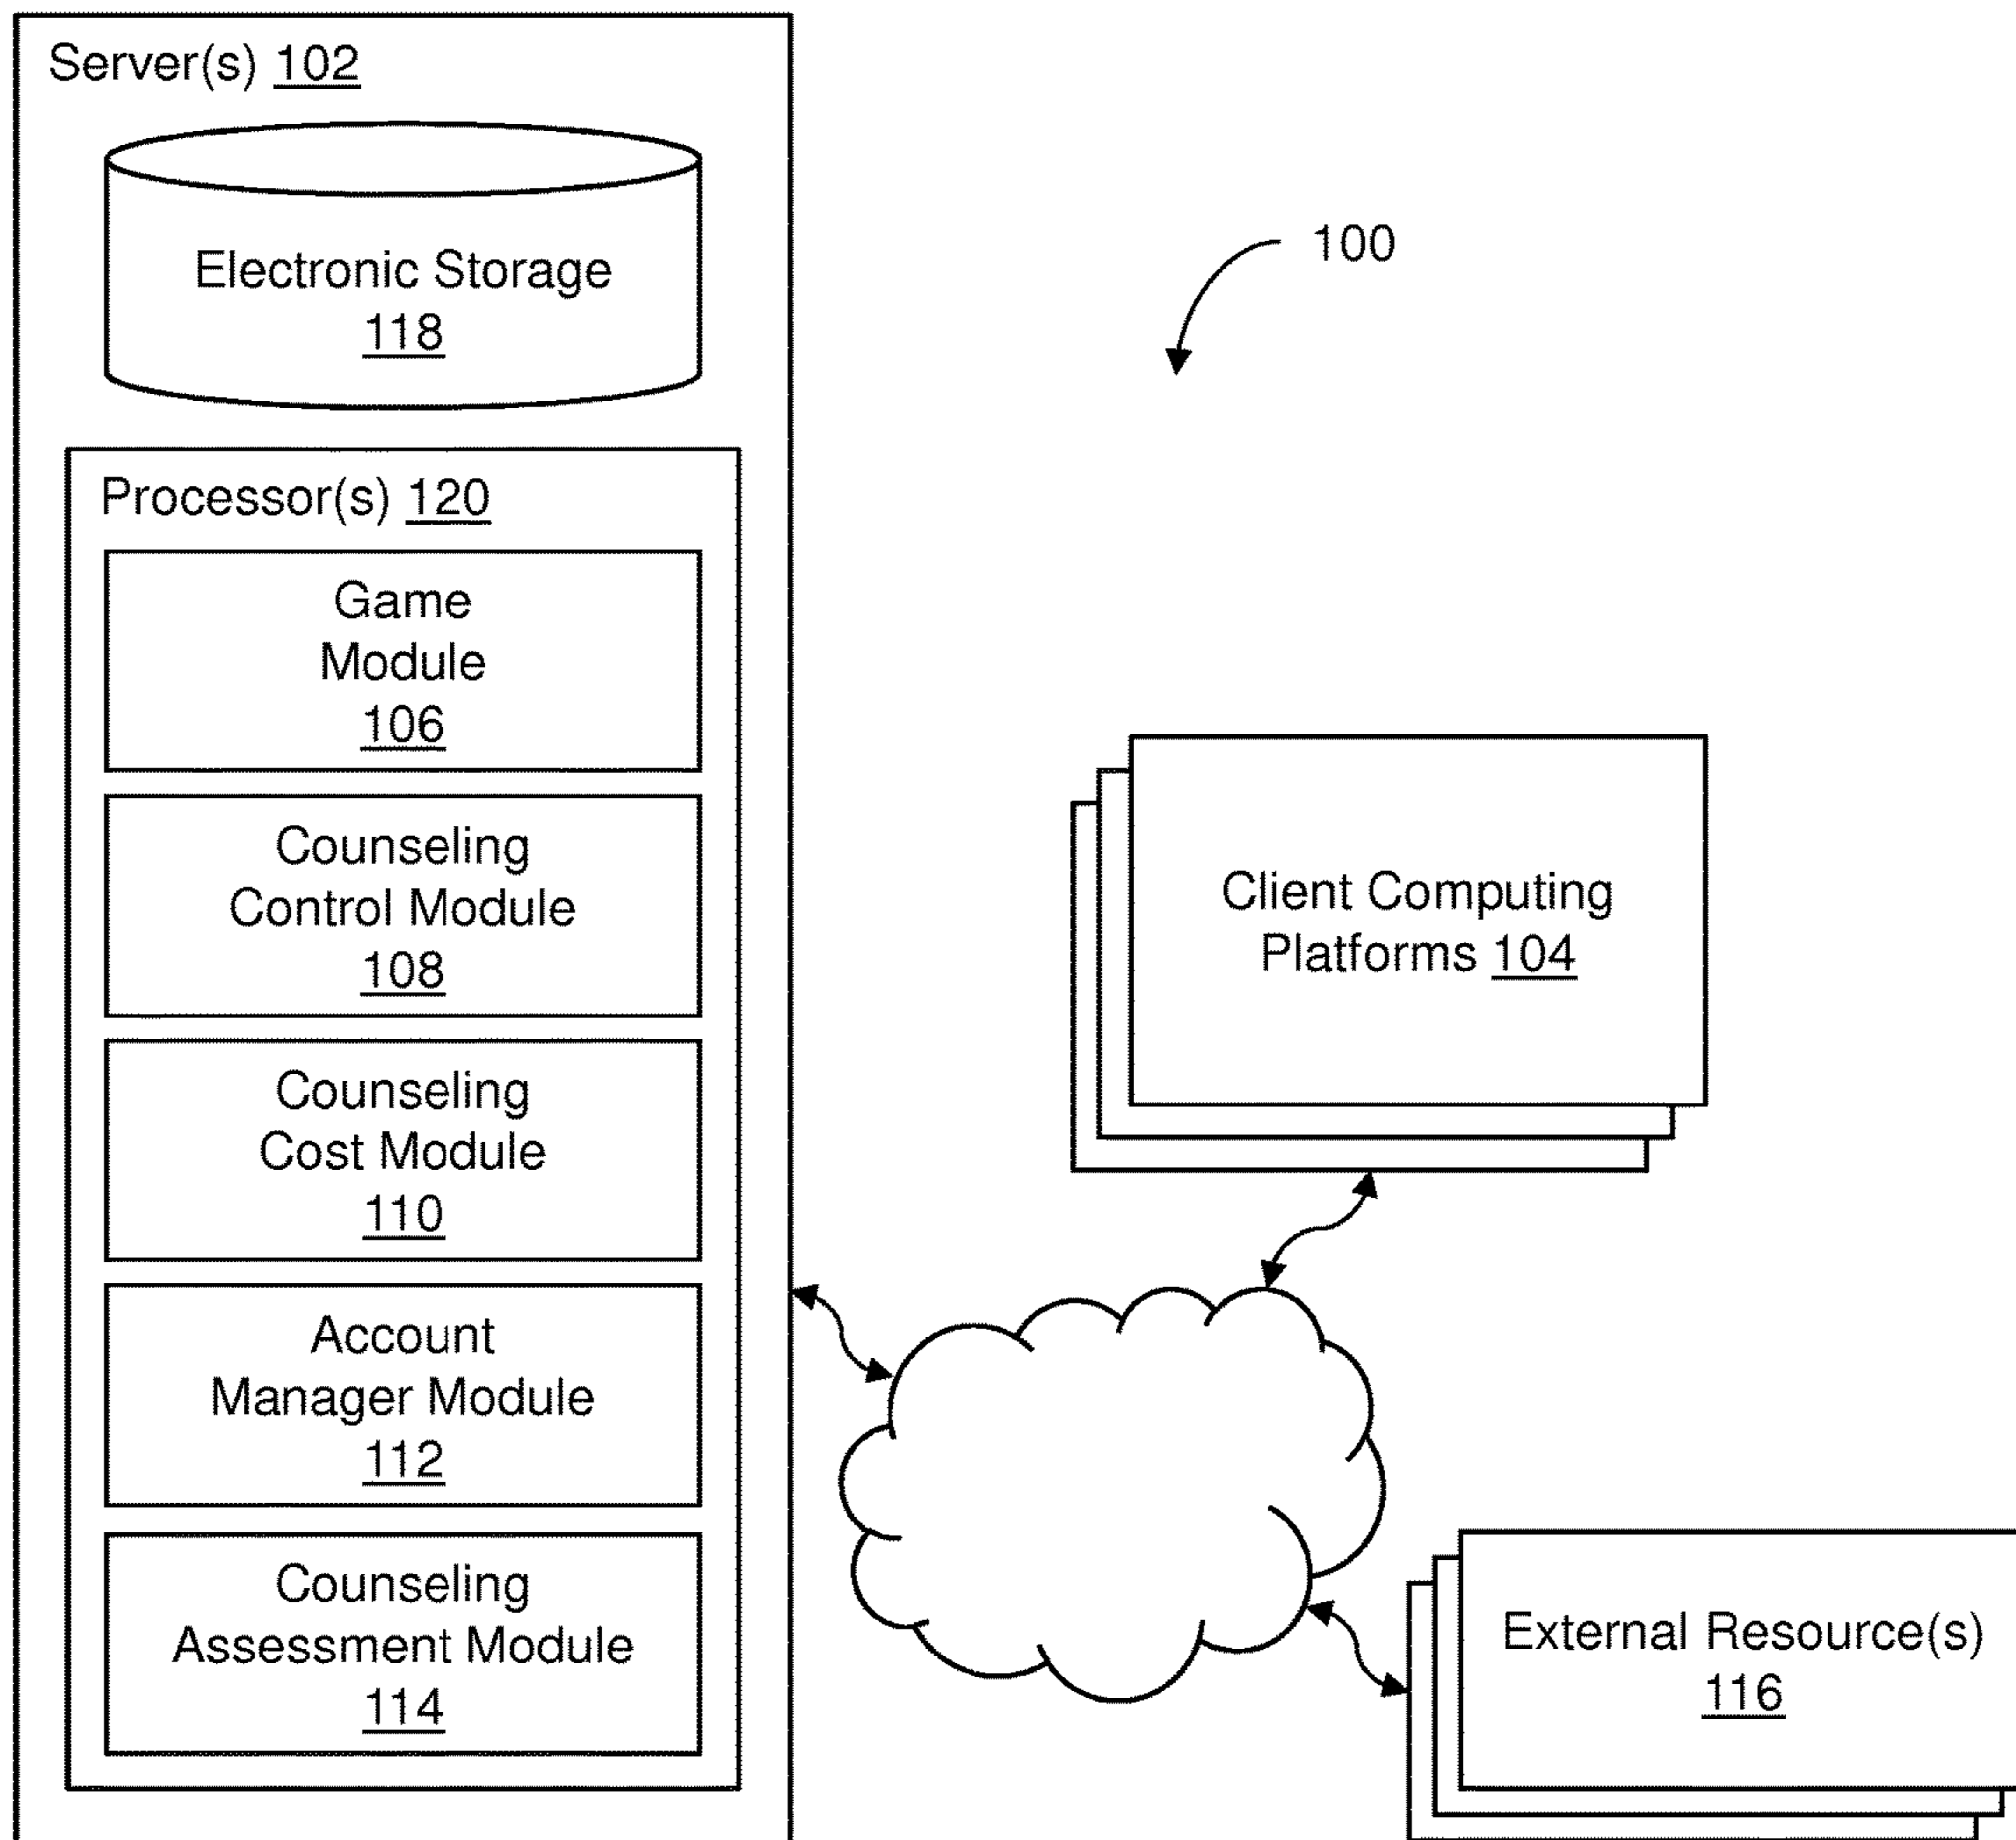 Server(s) 102
Electronic Storage
118
100
Processor(s) 120
Game
Module
106
Counseling
Control Module
108
Counseling
Cost Module
110
Account
Manager Module
112
Counseling
Assessment Module
114
Client Computing
Platforms 104
External Resource(s)
116